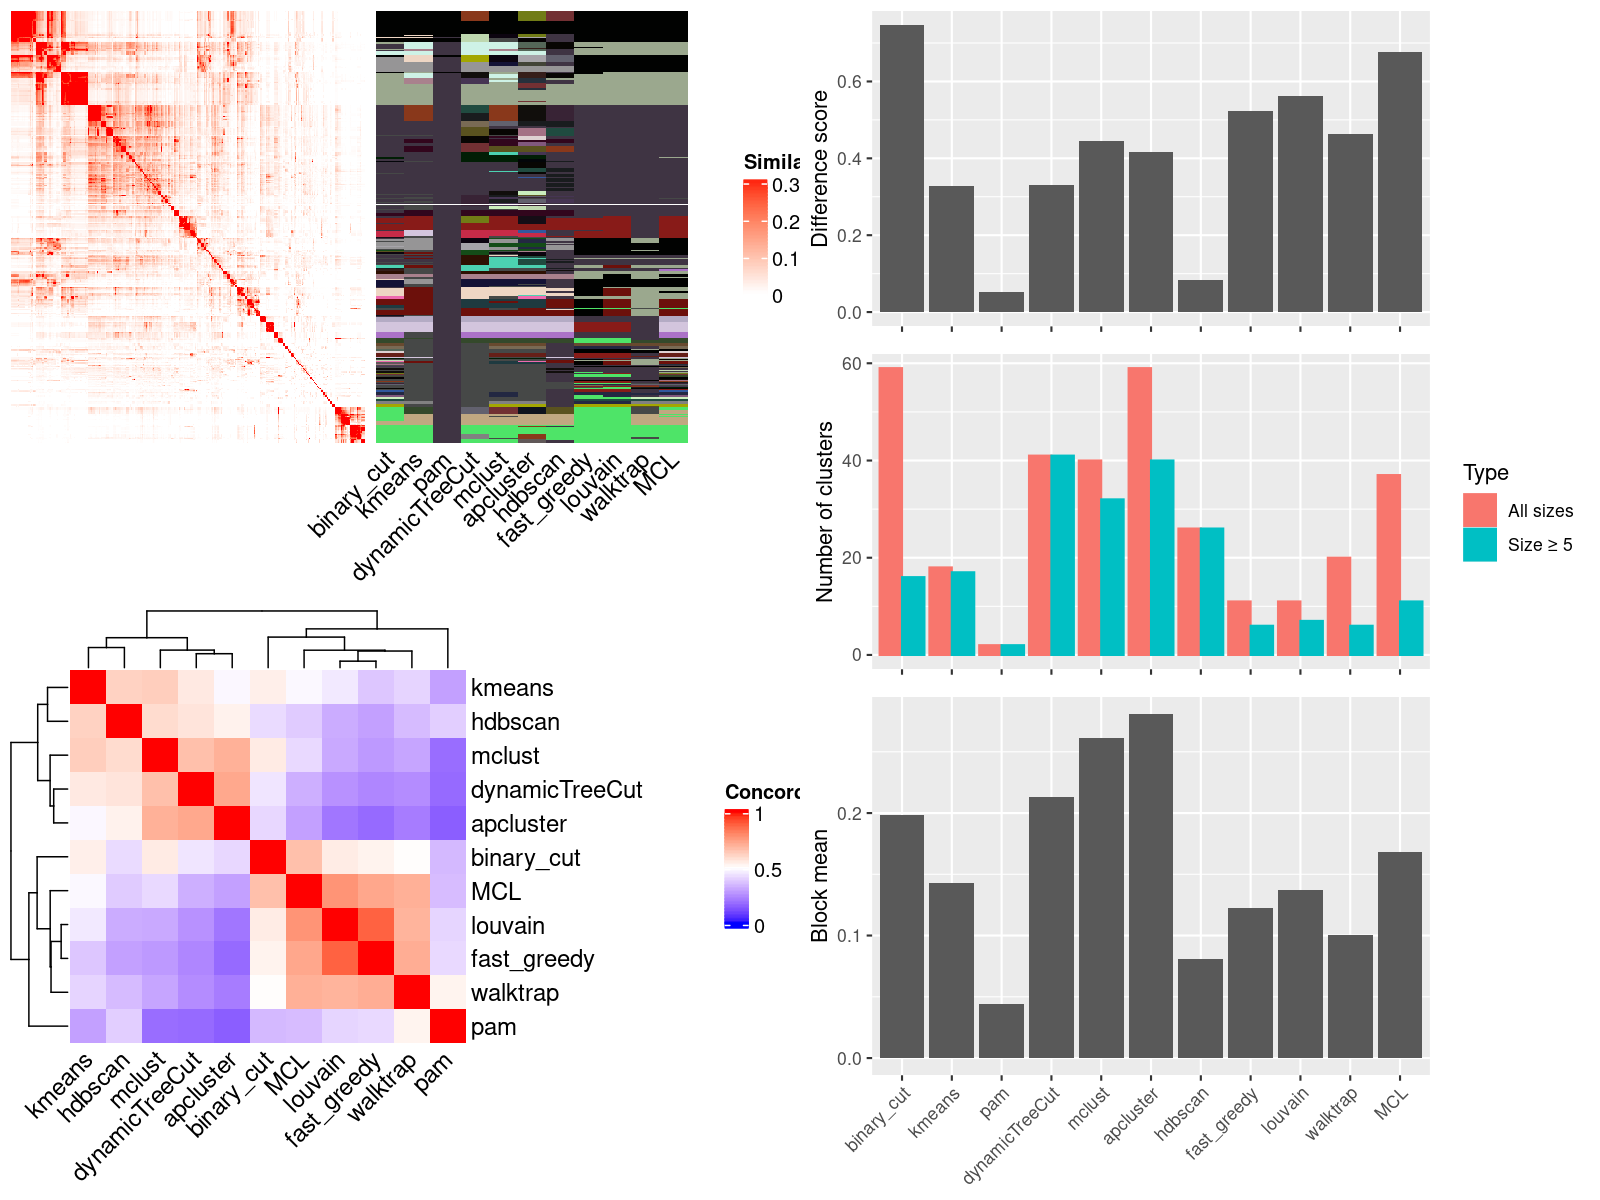 Simila
0.3
0.2
0.1
0
binary_cut
kmeans
pam
dynamicTreeCut
mclust
apcluster
hdbscan
fast_greedy
louvain
walktrap
MCL
Difference score
0.6
0.4
0.2
0.0
Number of clusters
60
40
20
0
Type
All sizes
Size ≥ 5
kmeans
hdbscan
mclust
dynamicTreeCut
apcluster
binary_cut
MCL
louvain
fast_greedy
walktrap
pam
kmeans
hdbscan
mclust
dynamicTreeCut
apcluster
binary_cut
MCL
louvain
fast_greedy
walktrap
pam
Concord
1
0.5
0
Block mean
0.2
0.1
0.0
binary_cut
kmeans
pam
dynamicTreeCut
mclust
apcluster
hdbscan
fast_greedy
louvain
walktrap
MCL